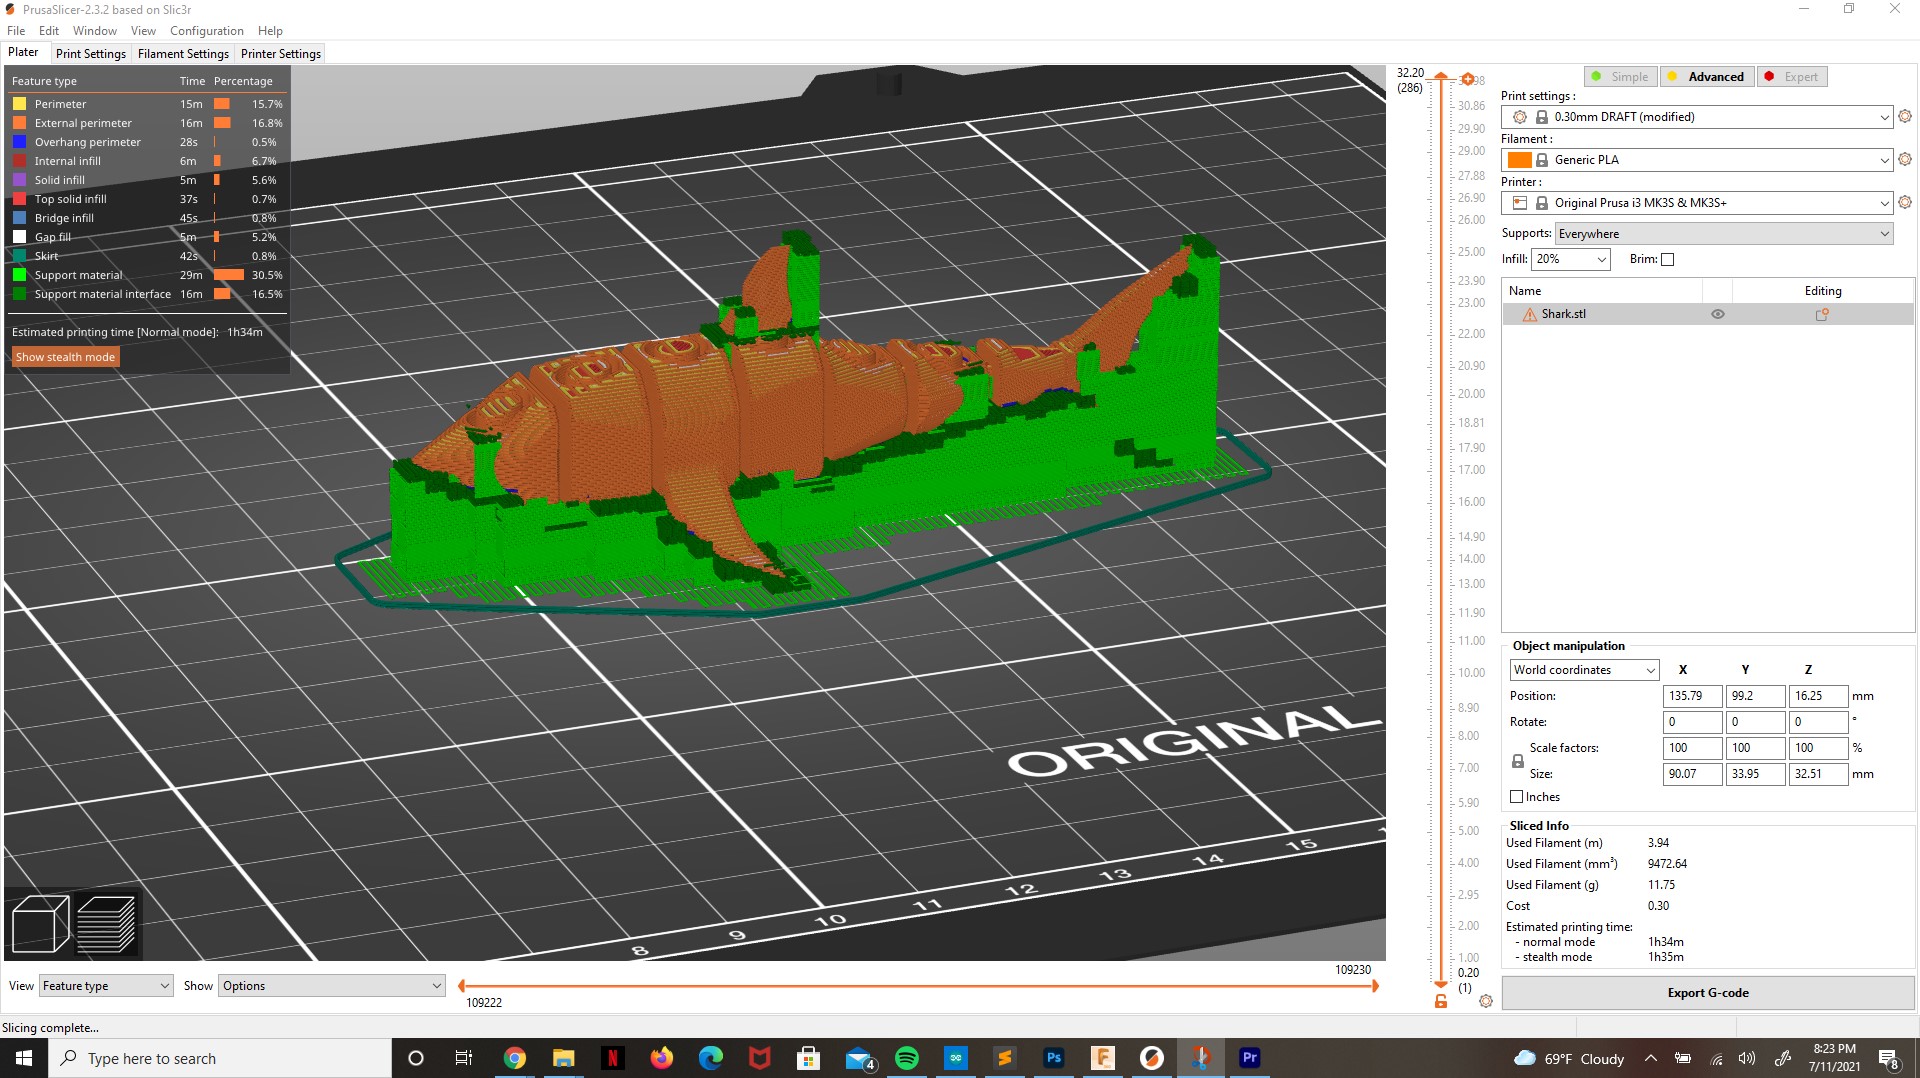 PrusaSlicer-2.3.2 based on Slic3r
File Edit Window View Configuration Help
Plater Print Settings Filament Settings Printer Settings
Feature type Time Percentage
Perimeter 15m 15.7%
External perimeter 16m 16.8%
Overhang perimeter 28s 0.5%
Internal infill 6m 6.7%
Solid infill 5m 5.6%
Top solid infill 37s 0.7%
Bridge infill 45s 0.8%
Gap fill 5m 5.2%
Skirt 42s 0.8%
Support material 29m 30.5%
Support material interface 16m 16.5%
Estimated printing time [Normal mode]: 1h34m
Show stealth mode
ORIGINAL
8 9 10 11 12 13 14 15
32.20
(286)
30.86
29.90
29.00
27.88
26.90
26.00
25.00
23.90
23.00
22.00
20.90
20.00
18.81
17.90
17.00
16.00
14.90
14.00
13.00
11.90
11.00
10.00
8.90
8.00
7.00
5.90
5.00
4.00
2.95
2.00
1.00
0.20
(1)
Simple Advanced Expert
Print settings :
0.30mm DRAFT (modified)
Filament :
Generic PLA
Printer :
Original Prusa i3 MK3S & MK3S+
Supports: Everywhere
Infill: 20% Brim:
Name Editing
Shark.stl
Object manipulation
World coordinates X Y Z
Position: 135.79 99.2 16.25 mm
Rotate: 0 0 0 °
Scale factors: 100 100 100 %
Size: 90.07 33.95 32.51 mm
Inches
Sliced Info
Used Filament (m) 3.94
Used Filament (mm³) 9472.64
Used Filament (g) 11.75
Cost 0.30
Estimated printing time:
- normal mode 1h34m
- stealth mode 1h35m
Export G-code
View Feature type Show Options
109230
109222
Slicing complete...
Type here to search
4
Ps
Pr
69°F Cloudy
8:23 PM
7/11/2021
8